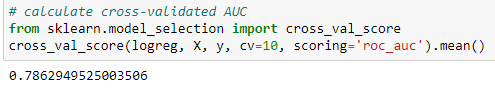 # calculate cross-validated AUC
from sklearn.model_selection import cross_val_score
cross_val_score(logreg, X, y, cv=10, scoring='roc_auc').mean()
0.7862949525003506